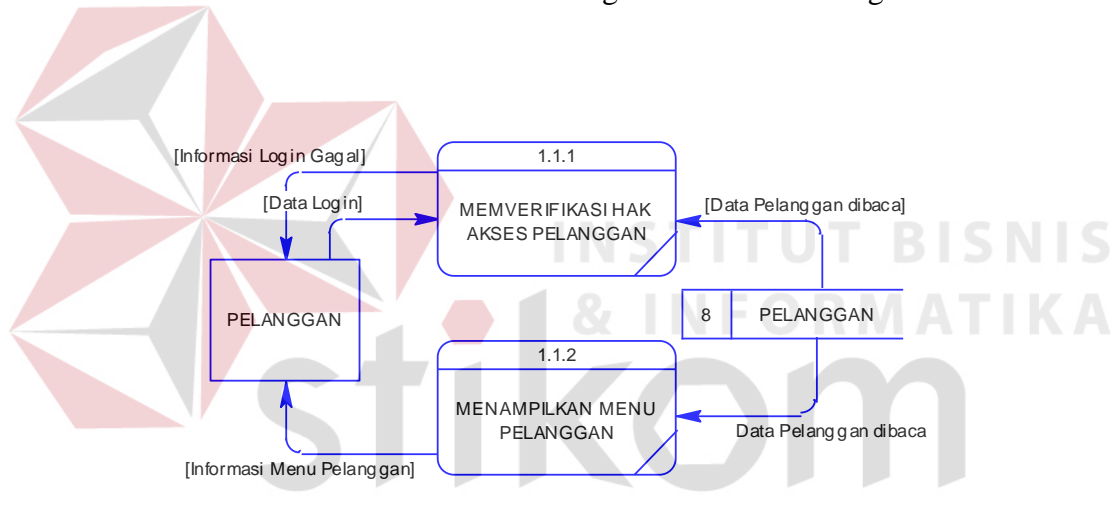 [Informasi Login Gagal]
1.1.1
[Data Login]
MEMVERIFIKASI HAK
AKSES PELANGGAN
[Data Pelanggan dibaca]
INSTITUT BISNIS
& INFORMATIKA
PELANGGAN
8
PELANGGAN
stikom
1.1.2
MENAMPILKAN MENU
PELANGGAN
Data Pelanggan dibaca
[Informasi Menu Pelanggan]